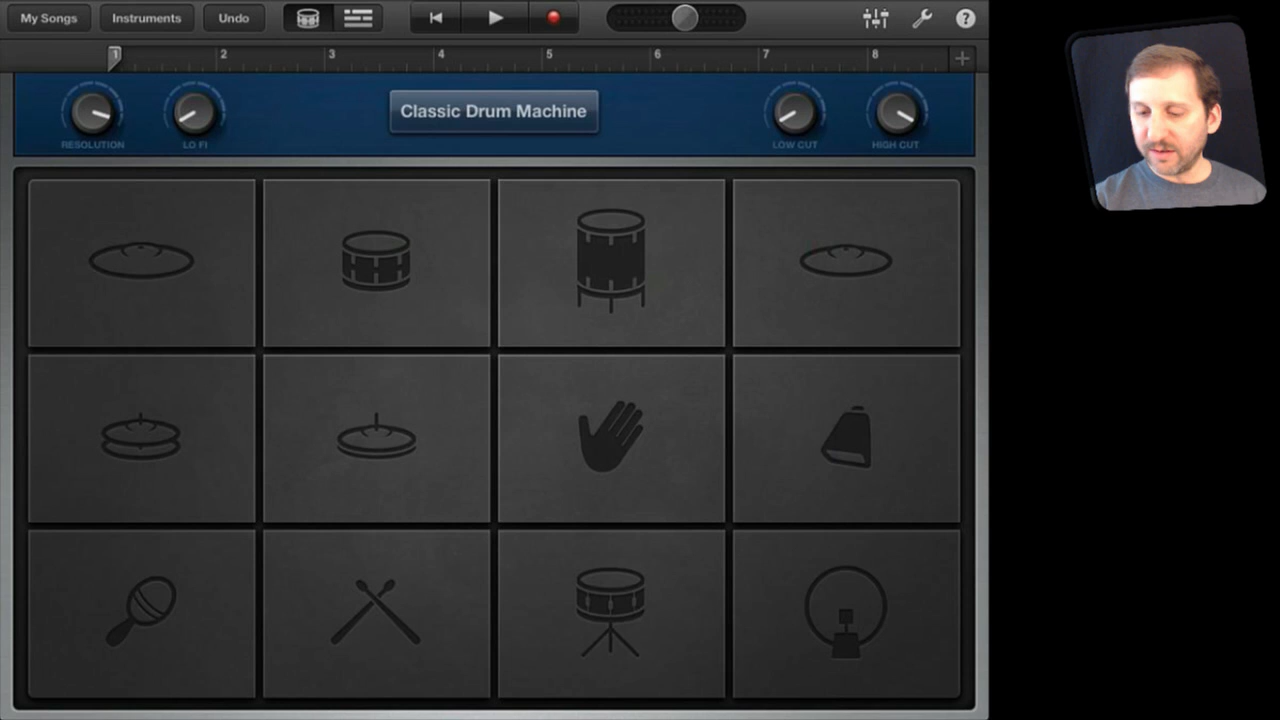 My Songs Instruments Undo ?
1 2 3 4 5 6 7 8 +
Classic Drum Machine
RESOLUTION LO FI LOW CUT HIGH CUT